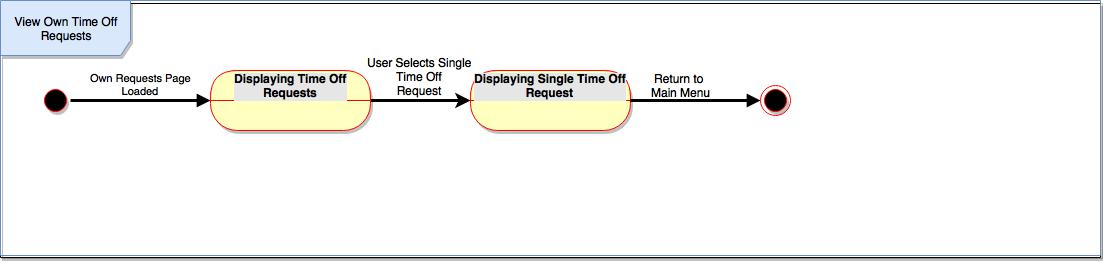 View Own Time Off
Requests
Own Requests Page
Loaded
Displaying Time Off
Requests
User Selects Single
Time Off
Request
Displaying Single Time Off
Request
Return to
Main Menu